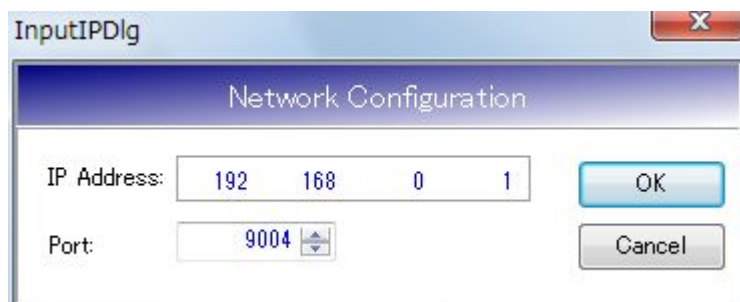 InputIPDlg
Network Configuration
IP Address: 192 168 0 1 OK
Port: 9004 Cancel